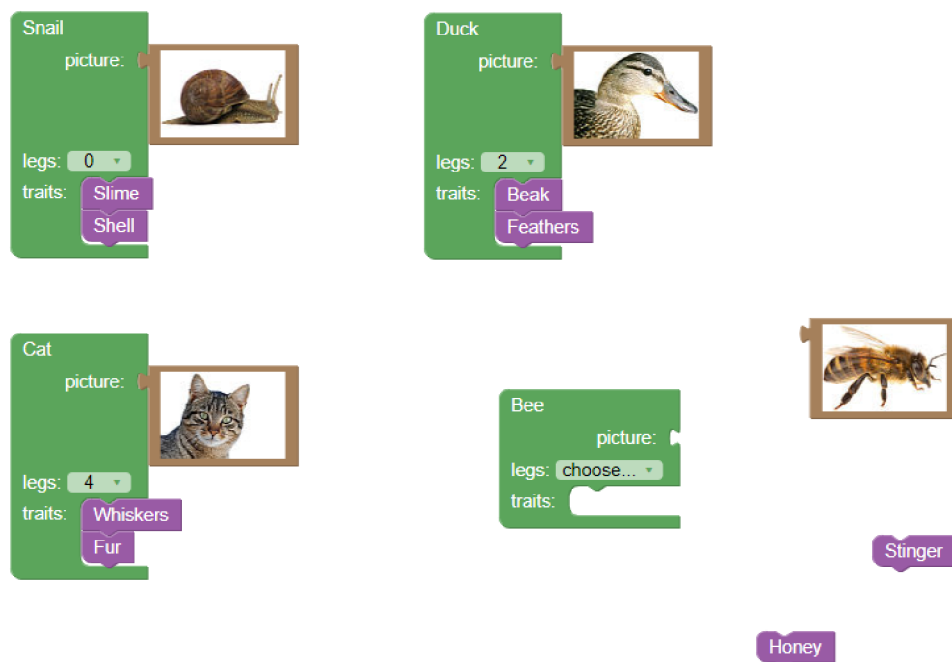 Snail
picture:
legs: 0
traits: Slime
Shell
Duck
picture:
legs: 2
traits: Beak
Feathers
Cat
picture:
legs: 4
traits: Whiskers
Fur
Bee
picture:
legs: choose...
traits:
Stinger
Honey